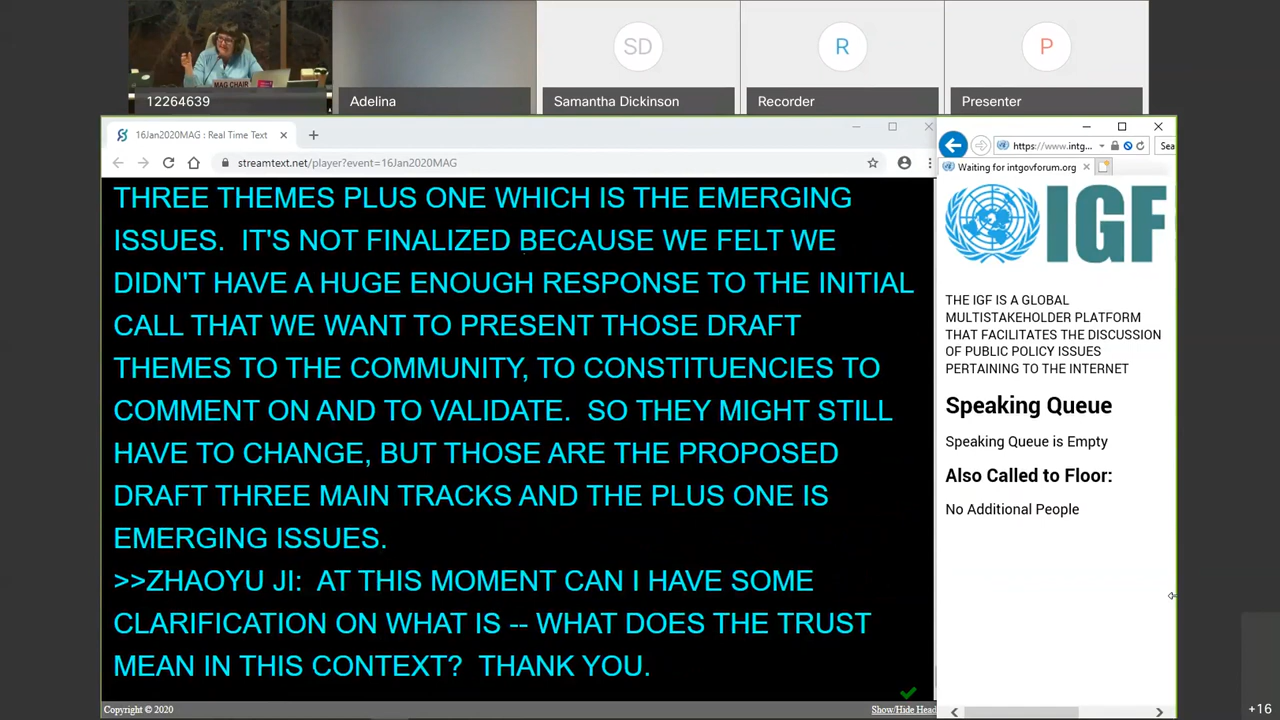 SD
R
P
MAG CHAIR
12264639
Adelina
Samantha Dickinson
Recorder
Presenter
16Jan2020MAG : Real Time Text
streamtext.net/player?event=16Jan2020MAG
THREE THEMES PLUS ONE WHICH IS THE EMERGING
ISSUES.  IT'S NOT FINALIZED BECAUSE WE FELT WE
DIDN'T HAVE A HUGE ENOUGH RESPONSE TO THE INITIAL
CALL THAT WE WANT TO PRESENT THOSE DRAFT
THEMES TO THE COMMUNITY, TO CONSTITUENCIES TO
COMMENT ON AND TO VALIDATE.  SO THEY MIGHT STILL
HAVE TO CHANGE, BUT THOSE ARE THE PROPOSED
DRAFT THREE MAIN TRACKS AND THE PLUS ONE IS
EMERGING ISSUES.
>>ZHAOYU JI:  AT THIS MOMENT CAN I HAVE SOME
CLARIFICATION ON WHAT IS -- WHAT DOES THE TRUST
MEAN IN THIS CONTEXT?  THANK YOU.
Copyright © 2020
Show/Hide Head
https://www.intg...
Sea
Waiting for intgovforum.org
IGF
THE IGF IS A GLOBAL
MULTISTAKEHOLDER PLATFORM
THAT FACILITATES THE DISCUSSION
OF PUBLIC POLICY ISSUES
PERTAINING TO THE INTERNET
Speaking Queue
Speaking Queue is Empty
Also Called to Floor:
No Additional People
+16